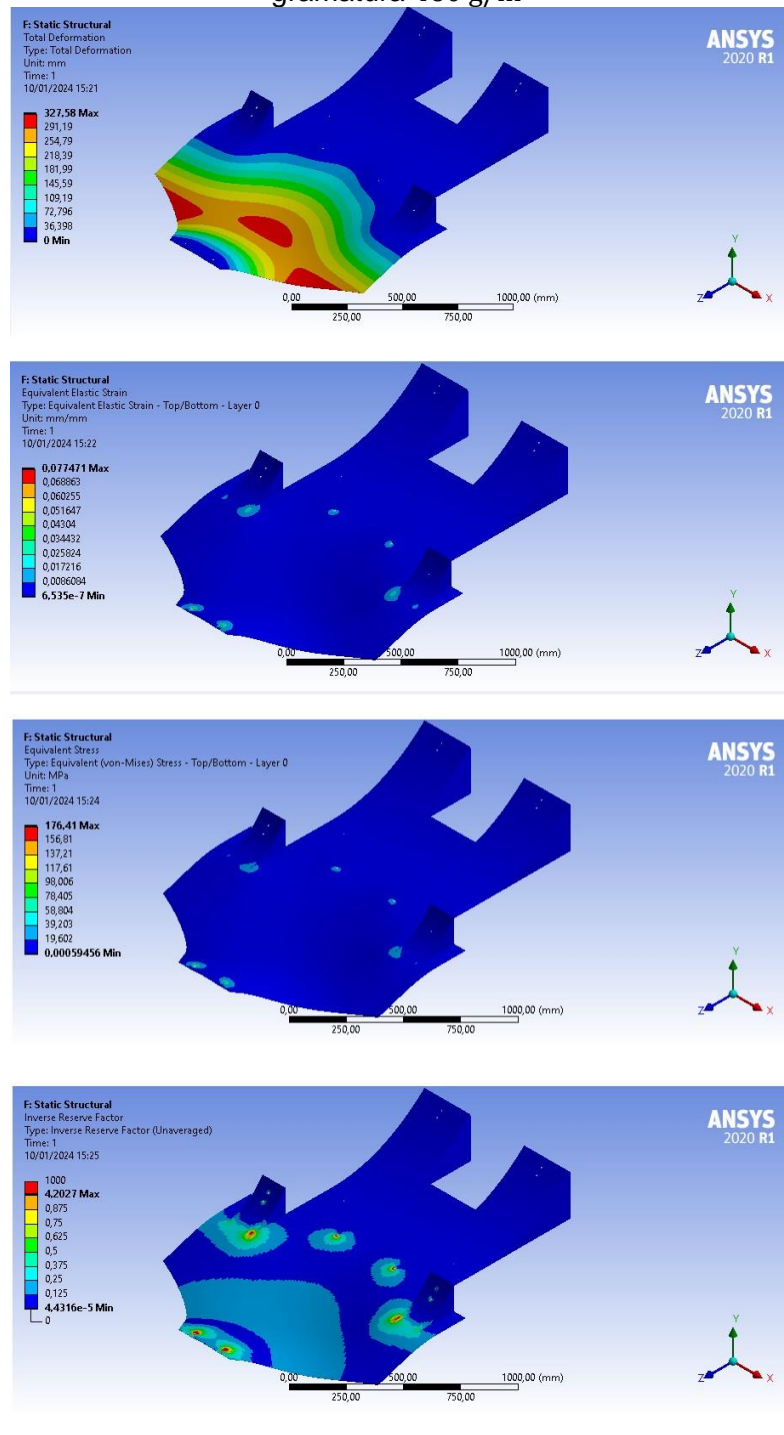 F: Static Structural
Total Deformation
Type: Total Deformation
Unit: mm
Time: 1
10/01/2024 15:21
ANSYS
2020 R1
327,58 Max
291,19
254,79
218,39
181,99
145,59
109,19
72,796
36,398
0 Min
Y
Z
X
0,00
500,00
1000,00 (mm)
250,00
750,00
F: Static Structural
Equivalent Elastic Strain
Type: Equivalent Elastic Strain - Top/Bottom - Layer 0
Unit: mm/mm
Time: 1
10/01/2024 15:22
ANSYS
2020 R1
0,077471 Max
0,068863
0,060255
0,051647
0,04304
0,034432
0,025824
0,017216
0,0086084
6,535e-7 Min
Y
Z
X
0,00
500,00
1000,00 (mm)
250,00
750,00
F: Static Structural
Equivalent Stress
Type: Equivalent (von-Mises) Stress - Top/Bottom - Layer 0
Unit: MPa
Time: 1
10/01/2024 15:24
ANSYS
2020 R1
176,41 Max
156,81
137,21
117,61
98,006
78,405
58,804
39,203
19,602
0,00059456 Min
Y
Z
X
0,00
500,00
1000,00 (mm)
250,00
750,00
F: Static Structural
Inverse Reserve Factor
Type: Inverse Reserve Factor (Unaveraged)
Time: 1
10/01/2024 15:25
ANSYS
2020 R1
1000
4,2027 Max
0,875
0,75
0,625
0,5
0,375
0,25
0,125
4,4316e-5 Min
0
Y
Z
X
0,00
500,00
1000,00 (mm)
250,00
750,00